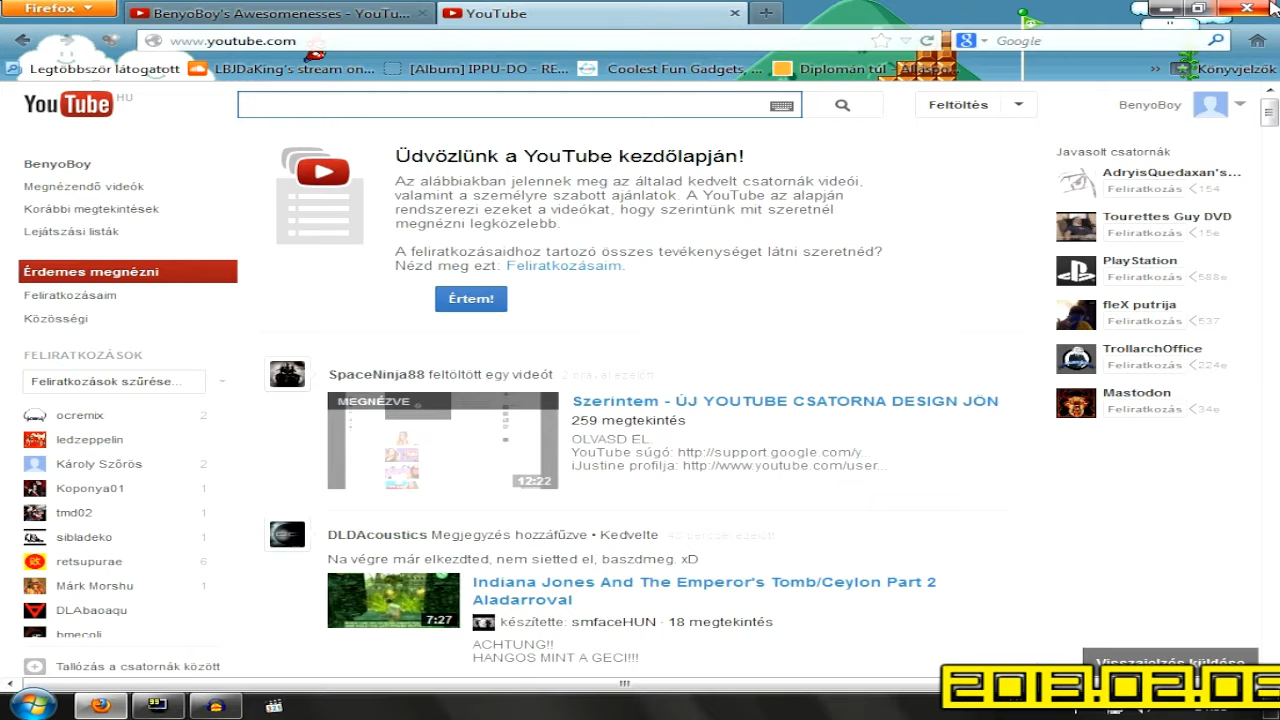 Firefox
BenyoBoy's Awesomenesses - YouTu...
YouTube
www.youtube.com
Google
Legtöbbször látogatott
[Album]
Coolest Fun Gadgets, ...
Diplomán túl
Könyvjelzők
YouTube HU
Feltöltés
BenyoBoy
BenyoBoy
Megnézendő videók
Korábbi megtekintések
Lejátszási listák
Érdemes megnézni
Feliratkozásaim
Közösségi
FELIRATKOZÁSOK
Feliratkozások szűrése...
ocremix 2
ledzeppelin
Károly Szőrös 2
Koponya01 1
tmd02 1
sibladeko 1
retsupurae 6
Márk Morshu 1
DLAbaoaqu
bmecoli
Tallózás a csatornák között
Üdvözlünk a YouTube kezdőlapján!
Az alábbiakban jelennek meg az általad kedvelt csatornák videói,
valamint a személyre szabott ajánlatok. A YouTube az alapján
rendszerezi ezeket a videókat, hogy szerintünk mit szeretnél
megnézni legközelebb.
A feliratkozásaidhoz tartozó összes tevékenységet látni szeretnéd?
Nézd meg ezt: Feliratkozásaim.
Értem!
SpaceNinja88 feltöltött egy videót
MEGNÉZVE
12:22
Szerintem - ÚJ YOUTUBE CSATORNA DESIGN JÖN
259 megtekintés
OLVASD EL.
YouTube súgó: http://support.google.com/y...
iJustine profilja: http://www.youtube.com/user...
DLDAcoustics Megjegyzés hozzáfűzve • Kedvelte
Na végre már elkezdted, nem sietted el, baszdmeg. xD
7:27
Indiana Jones And The Emperor's Tomb/Ceylon Part 2
Aladarroval
készítette: smfaceHUN · 18 megtekintés
ACHTUNG!!
HANGOS MINT A GECI!!!
Javasolt csatornák
AdryisQuedaxan's...
Feliratkozás 154
Tourettes Guy DVD
Feliratkozás 15e
PlayStation
Feliratkozás 588e
fleX putrija
Feliratkozás 537
TrollarchOffice
Feliratkozás 224e
Mastodon
Feliratkozás 34e
Visszajelzés küldése
2013.02.03